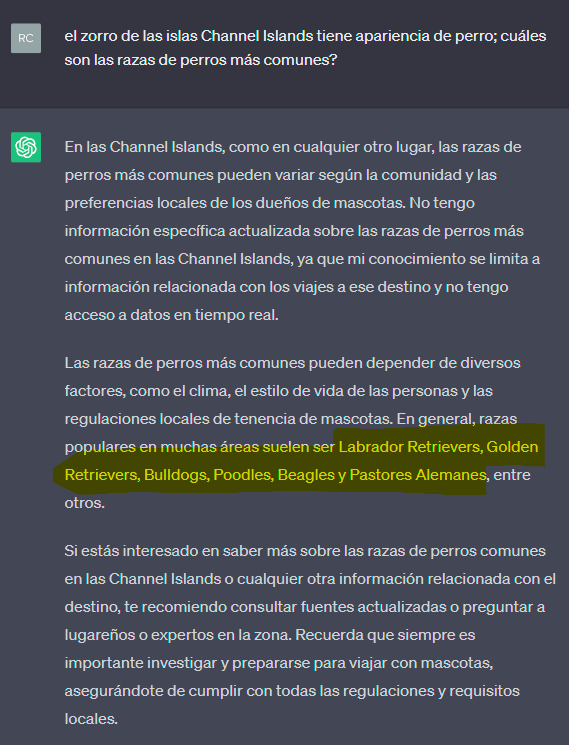 RC
el zorro de las islas Channel Islands tiene apariencia de perro; cuáles
son las razas de perros más comunes?
En las Channel Islands, como en cualquier otro lugar, las razas de
perros más comunes pueden variar según la comunidad y las
preferencias locales de los dueños de mascotas. No tengo
información específica actualizada sobre las razas de perros más
comunes en las Channel Islands, ya que mi conocimiento se limita a
información relacionada con los viajes a ese destino y no tengo
acceso a datos en tiempo real.
Las razas de perros más comunes pueden depender de diversos
factores, como el clima, el estilo de vida de las personas y las
regulaciones locales de tenencia de mascotas. En general, razas
populares en muchas áreas suelen ser Labrador Retrievers, Golden
Retrievers, Bulldogs, Poodles, Beagles y Pastores Alemanes, entre
otros.
Si estás interesado en saber más sobre las razas de perros comunes
en las Channel Islands o cualquier otra información relacionada con el
destino, te recomiendo consultar fuentes actualizadas o preguntar a
lugareños o expertos en la zona. Recuerda que siempre es
importante investigar y prepararse para viajar con mascotas,
asegurándote de cumplir con todas las regulaciones y requisitos
locales.